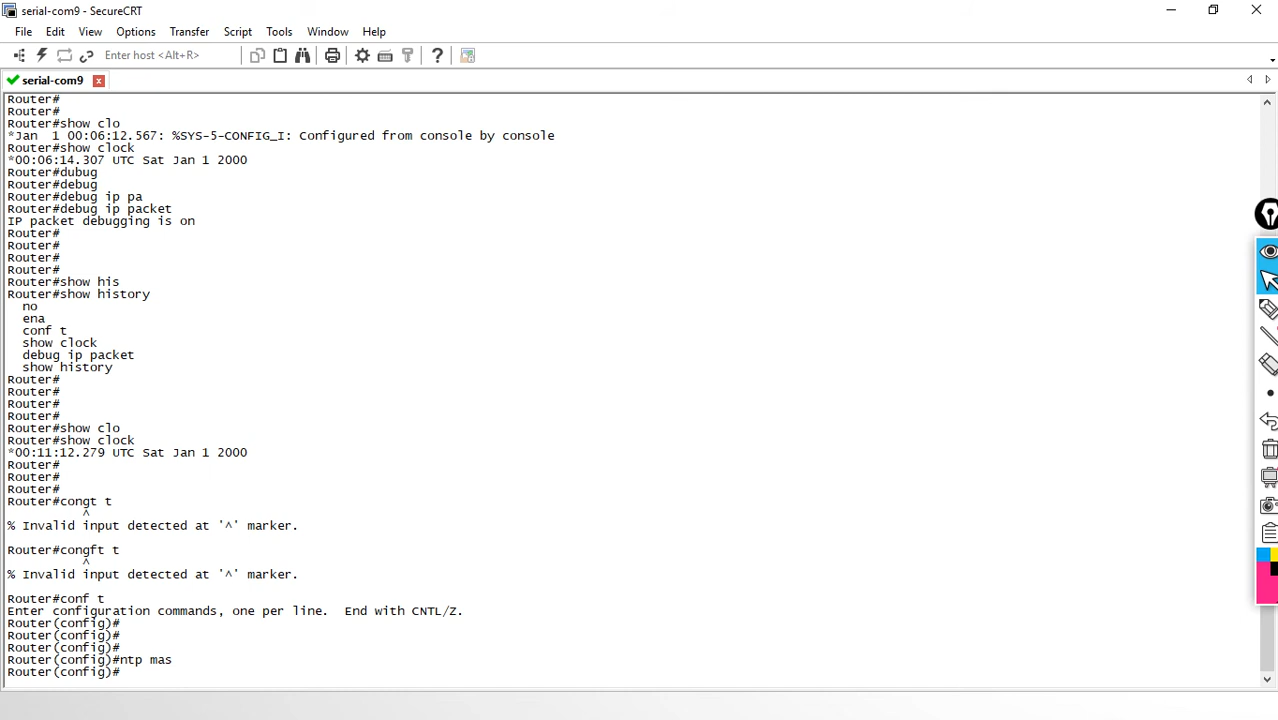 serial-com9 - SecureCRT
File Edit View Options Transfer Script Tools Window Help
Enter host <Alt+R>
serial-com9
Router#
Router#
Router#show clo
*Jan  1 00:06:12.567: %SYS-5-CONFIG_I: Configured from console by console
Router#show clock
*00:06:14.307 UTC Sat Jan 1 2000
Router#dubug
Router#debug
Router#debug ip pa
Router#debug ip packet
IP packet debugging is on
Router#
Router#
Router#
Router#
Router#show his
Router#show history
  no
  ena
  conf t
  show clock
  debug ip packet
  show history
Router#
Router#
Router#
Router#
Router#show clo
Router#show clock
*00:11:12.279 UTC Sat Jan 1 2000
Router#
Router#
Router#
Router#congt t
          ^
% Invalid input detected at '^' marker.
Router#congft t
          ^
% Invalid input detected at '^' marker.
Router#conf t
Enter configuration commands, one per line.  End with CNTL/Z.
Router(config)#
Router(config)#
Router(config)#
Router(config)#ntp mas
Router(config)#